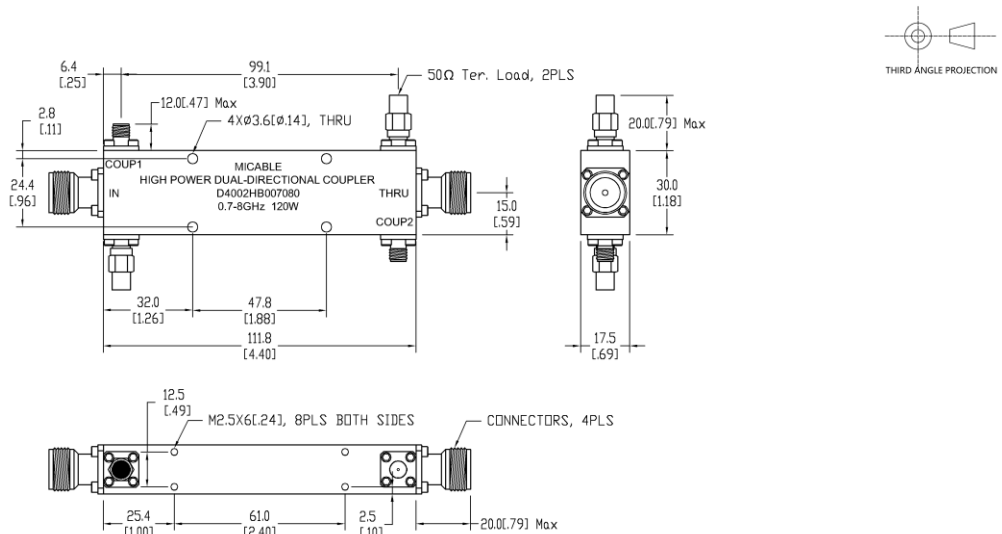 THIRD ANGLE PROJECTION
6.4
[.25]
99.1
[3.90]
50Ω Ter. Load, 2PLS
12.0[.47] Max
20.0[.79] Max
2.8
[.11]
4XØ3.6[Ø.14], THRU
COUP1
MICABLE
HIGH POWER DUAL-DIRECTIONAL COUPLER
IN
D4002HB007080
THRU
0.7-8GHz 120W
COUP2
24.4
[.96]
15.0
[.59]
30.0
[1.18]
32.0
[1.26]
47.8
[1.88]
111.8
[4.40]
17.5
[.69]
12.5
[.49]
M2.5X6[.24], 8PLS BOTH SIDES
CONNECTORS, 4PLS
25.4
[1.00]
61.0
[2.40]
2.5
[.10]
20.0[.79] Max